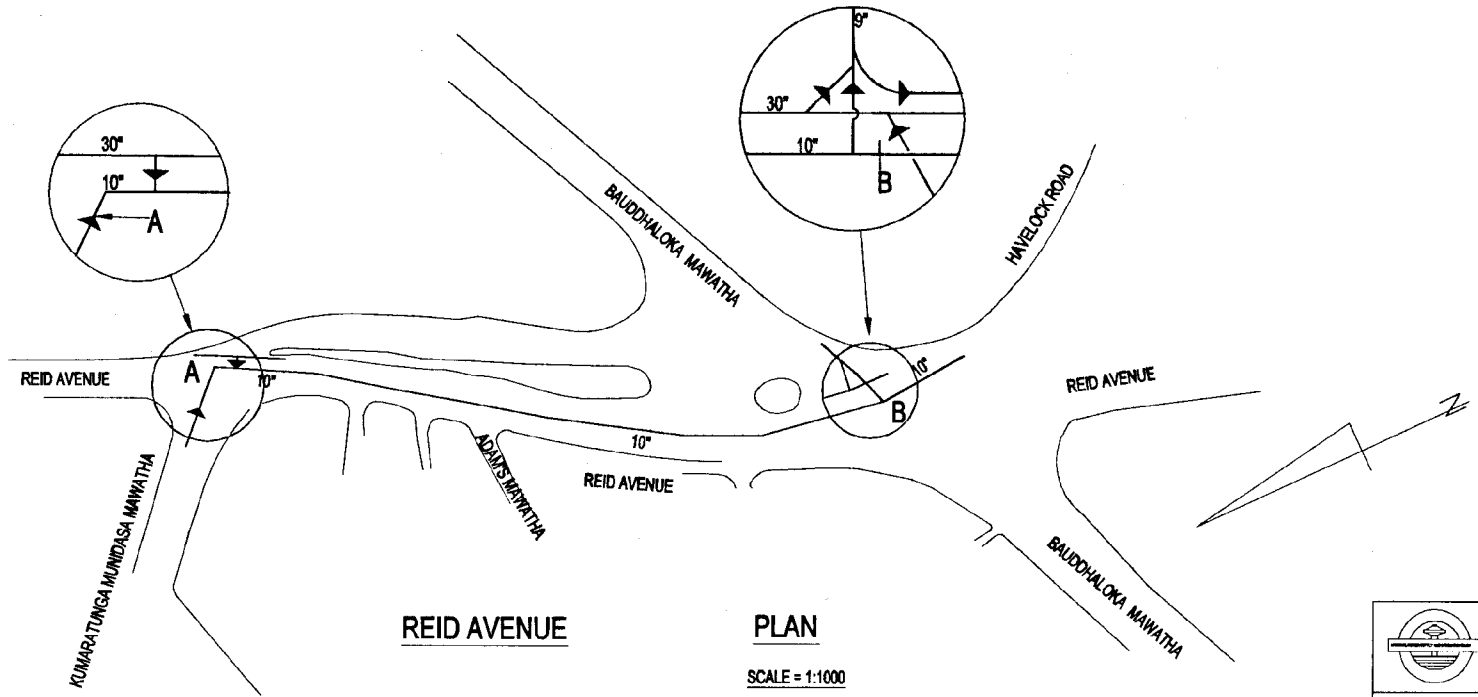 9"
30"
10"
B
30"
10"
A
BAUDDHALOKA MAWATHA
HAVELOCK ROAD
REID AVENUE
A
10"
10"
B
REID AVENUE
10"
ADAM'S MAWATHA
REID AVENUE
KUMARATUNGA MUNIDASA MAWATHA
BAUDDHALOKA MAWATHA
N
REID AVENUE PLAN
SCALE = 1:1000